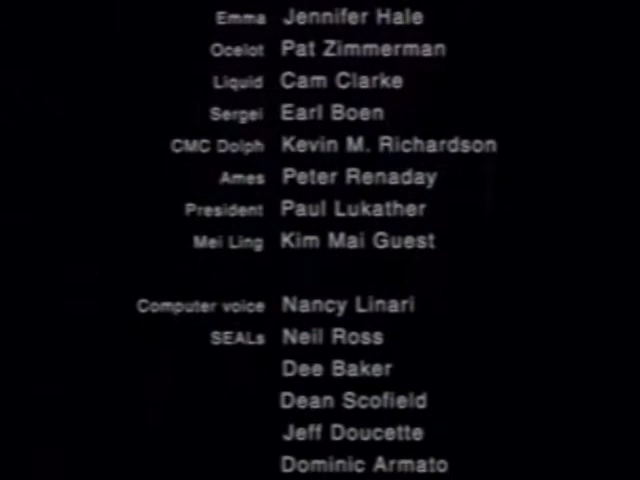 Emma Jennifer Hale
Ocelot Pat Zimmerman
Liquid Cam Clarke
Sergei Earl Boen
CMC Dolph Kevin M. Richardson
Ames Peter Renaday
President Paul Lukather
Mei Ling Kim Mai Guest
Computer voice Nancy Linari
SEALs Neil Ross
Dee Baker
Dean Scofield
Jeff Doucette
Dominic Armato